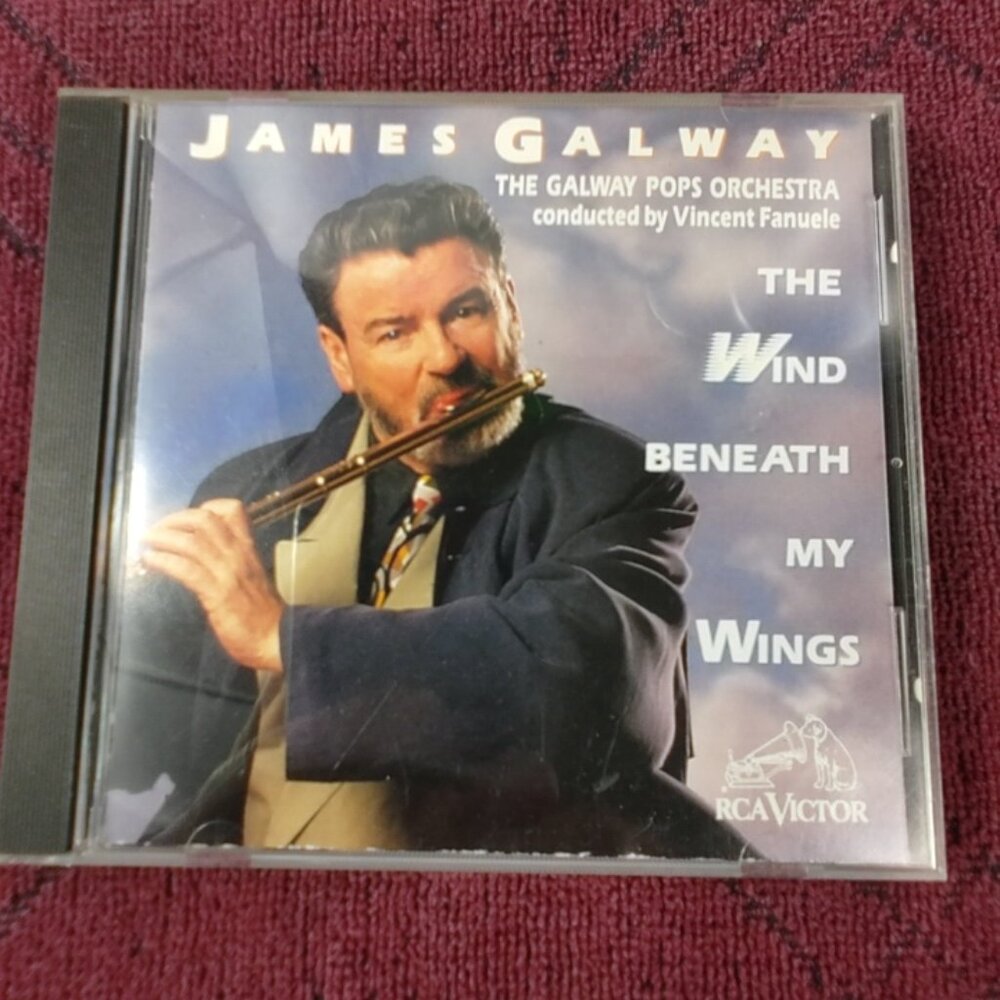 JAMES GALWAY
THE GALWAY POPS ORCHESTRA
conducted by Vincent Fanuele
THE
WIND
BENEATH
MY
WINGS
RCA VICTOR